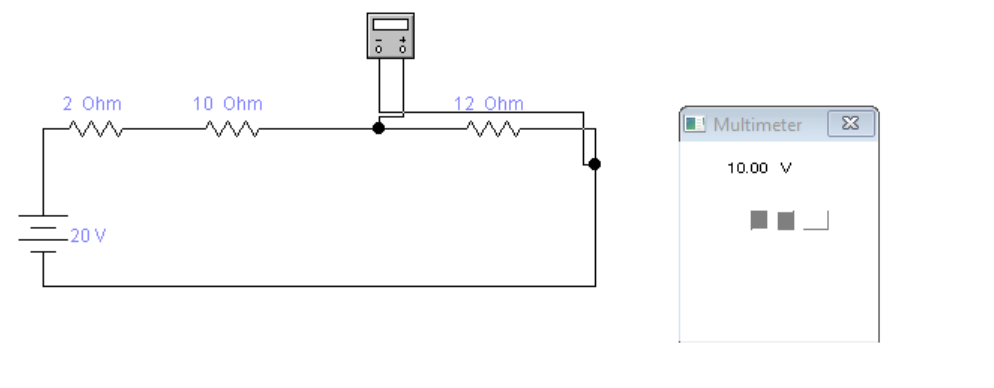 2 Ohm
10 Ohm
12 Ohm
20 V
- +
Multimeter
10.00 V